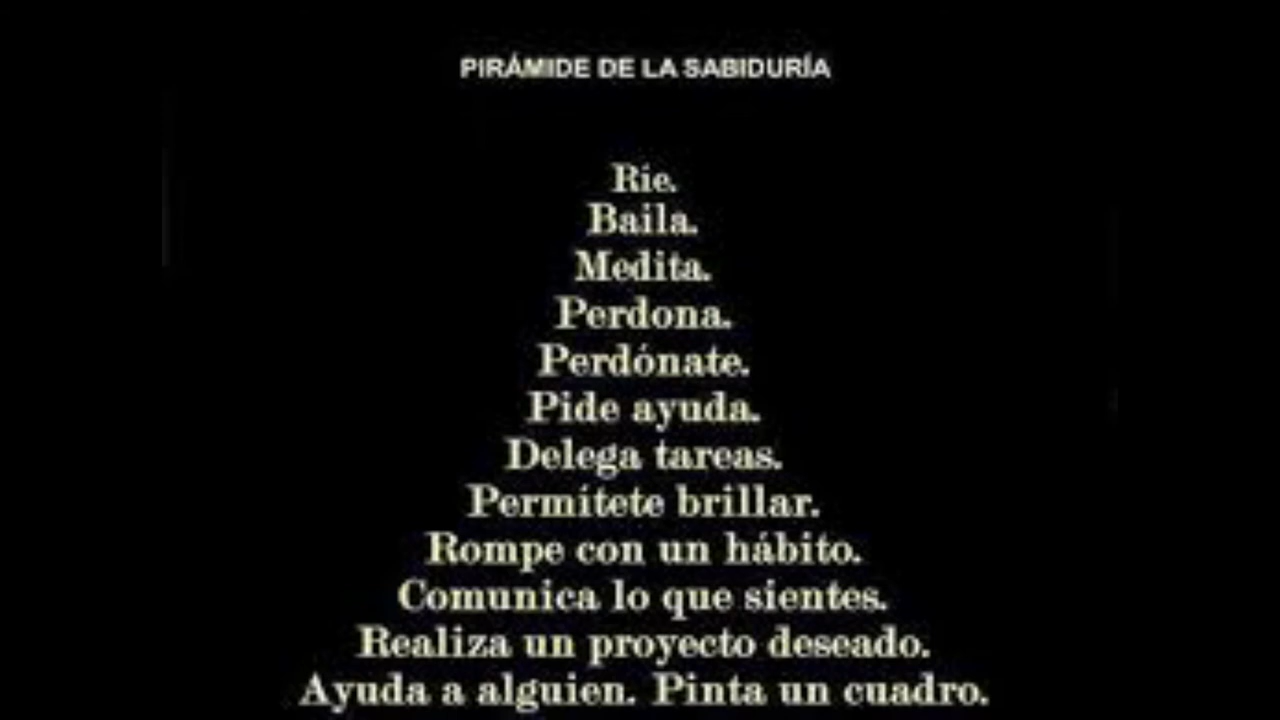 PIRÁMIDE DE LA SABIDURÍA
Rie.
Baila.
Medita.
Perdona.
Perdónate.
Pide ayuda.
Delega tareas.
Permítete brillar.
Rompe con un hábito.
Comunica lo que sientes.
Realiza un proyecto deseado.
Ayuda a alguien. Pinta un cuadro.